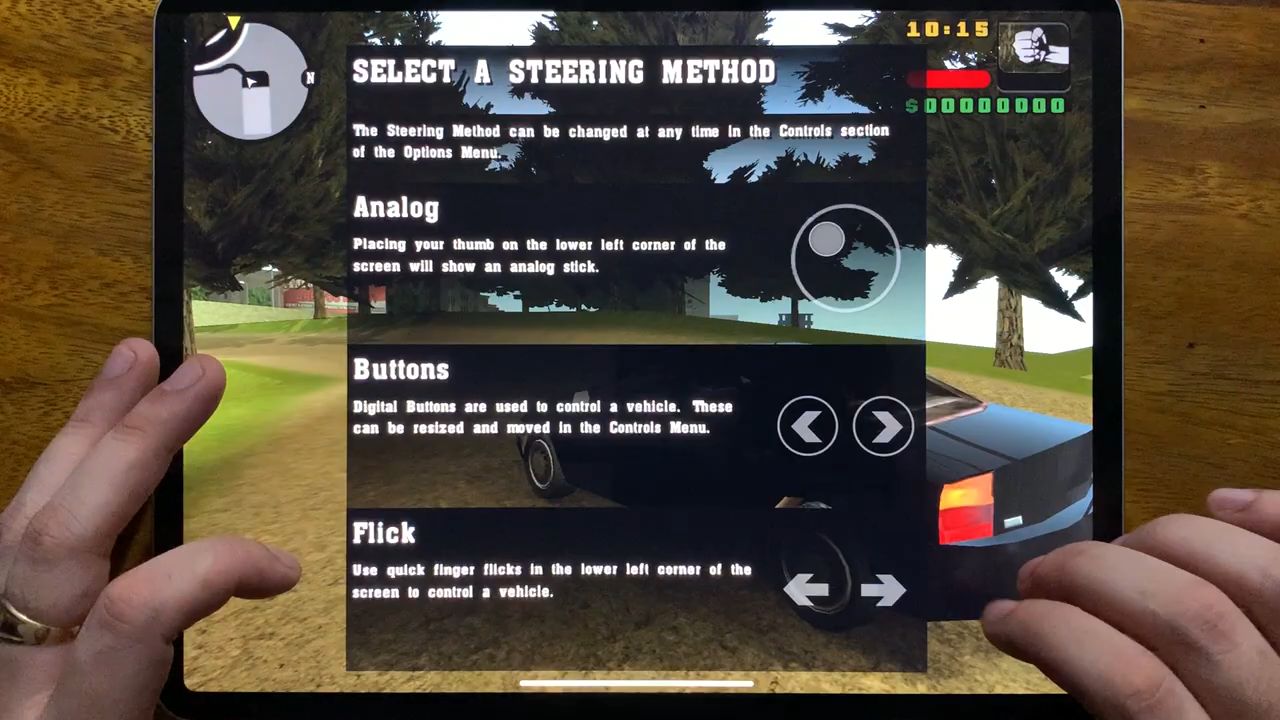 10:15
N
$00000000
SELECT A STEERING METHOD
The Steering Method can be changed at any time in the Controls section
of the Options Menu.
Analog
Placing your thumb on the lower left corner of the
screen will show an analog stick.
Buttons
Digital Buttons are used to control a vehicle. These
can be resized and moved in the Controls Menu.
Flick
Use quick finger flicks in the lower left corner of the
screen to control a vehicle.